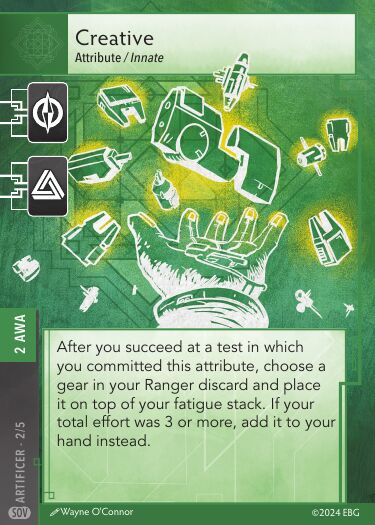 Creative
Attribute / Innate
2 AWA
After you succeed at a test in which
you committed this attribute, choose a
gear in your Ranger discard and place
it on top of your fatigue stack. If your
total effort was 3 or more, add it to your
hand instead.
SOV ARTIFICER · 2/5
Wayne O'Connor
©2024 EBG